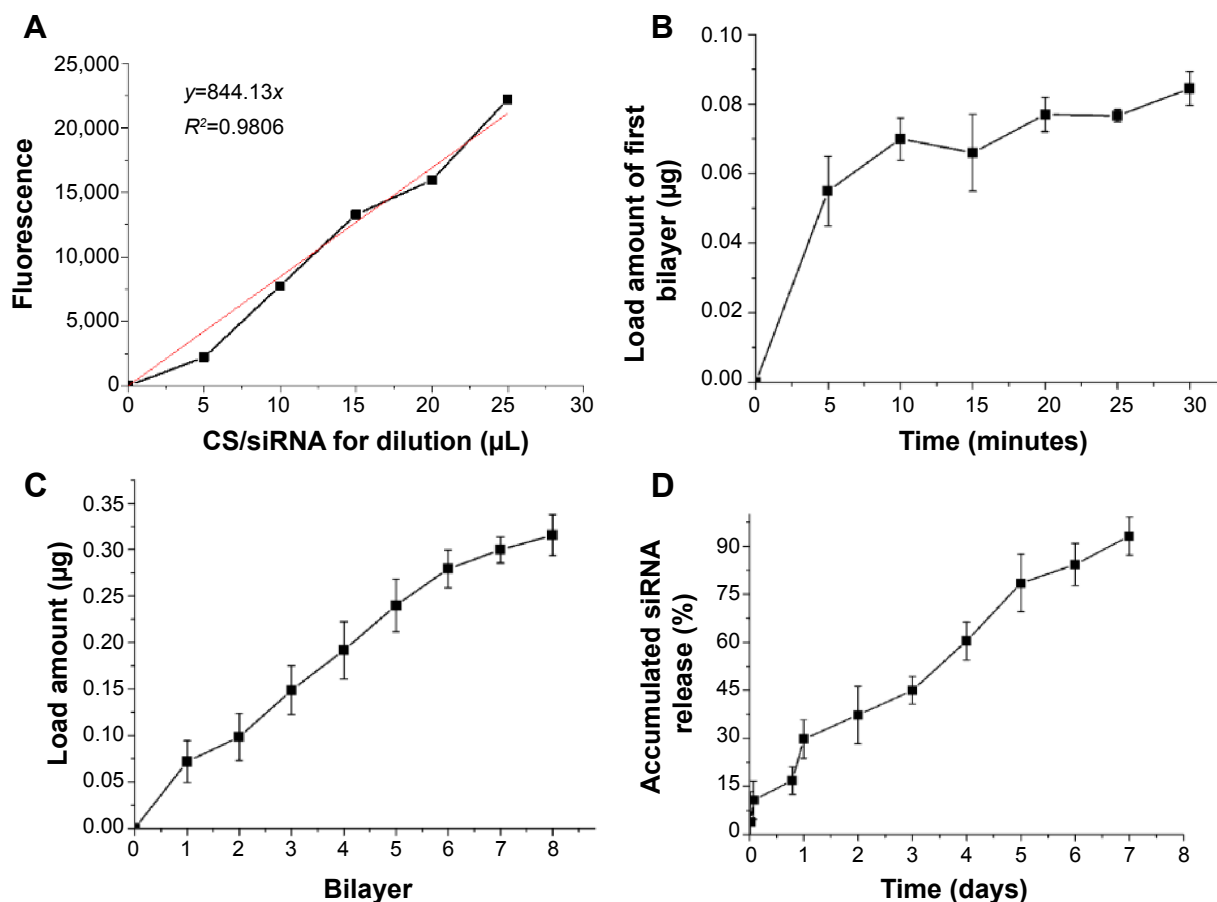 A
y=844.13x
R²=0.9806
25,000
20,000
15,000
10,000
5,000
0
Fluorescence
0 5 10 15 20 25 30
CS/siRNA for dilution (µL)
B
0.10
0.08
0.06
0.04
0.02
0.00
Load amount of first
bilayer (µg)
0 5 10 15 20 25 30
Time (minutes)
C
0.35
0.30
0.25
0.20
0.15
0.10
0.05
0.00
Load amount (µg)
0 1 2 3 4 5 6 7 8
Bilayer
D
90
75
60
45
30
15
0
Accumulated siRNA
release (%)
0 1 2 3 4 5 6 7 8
Time (days)